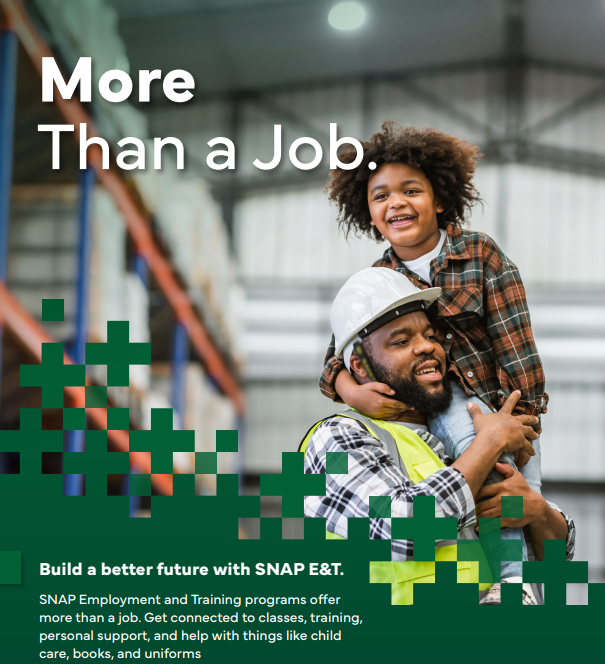 More
Than a Job.
Build a better future with SNAP E&T.
SNAP Employment and Training programs offer
more than a job. Get connected to classes, training,
personal support, and help with things like child
care, books, and uniforms